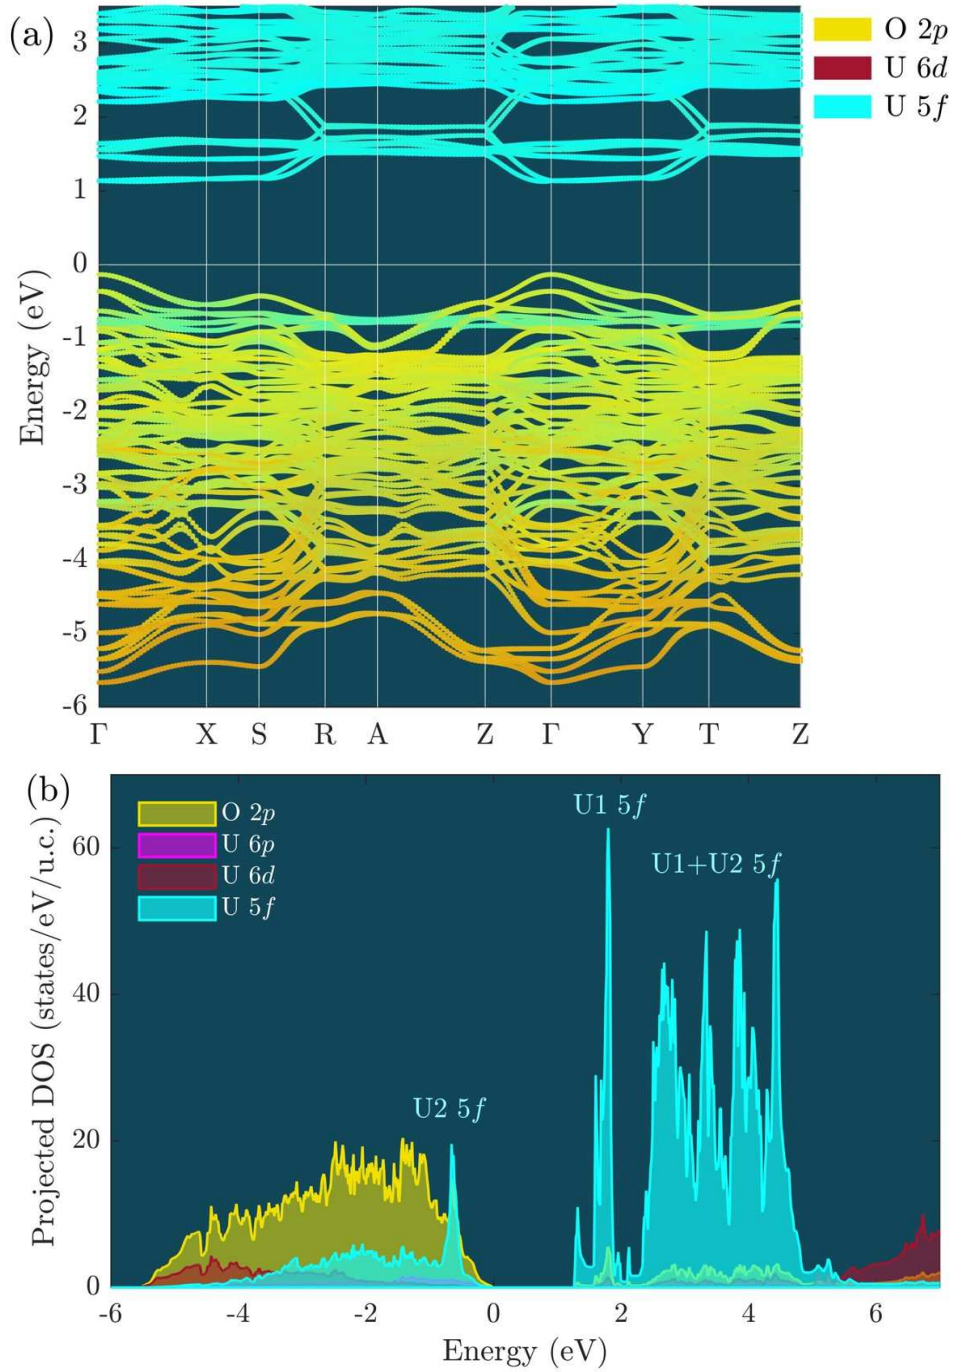 (a)
O 2p
U 6d
U 5f
3
2
1
0
-1
-2
-3
-4
-5
-6
Energy (eV)
Γ X S R A Z Γ Y T Z
(b)
O 2p
U 6p
U 6d
U 5f
U1 5f
U1+U2 5f
U2 5f
60
40
20
0
Projected DOS (states/eV/u.c.)
-6 -4 -2 0 2 4 6
Energy (eV)